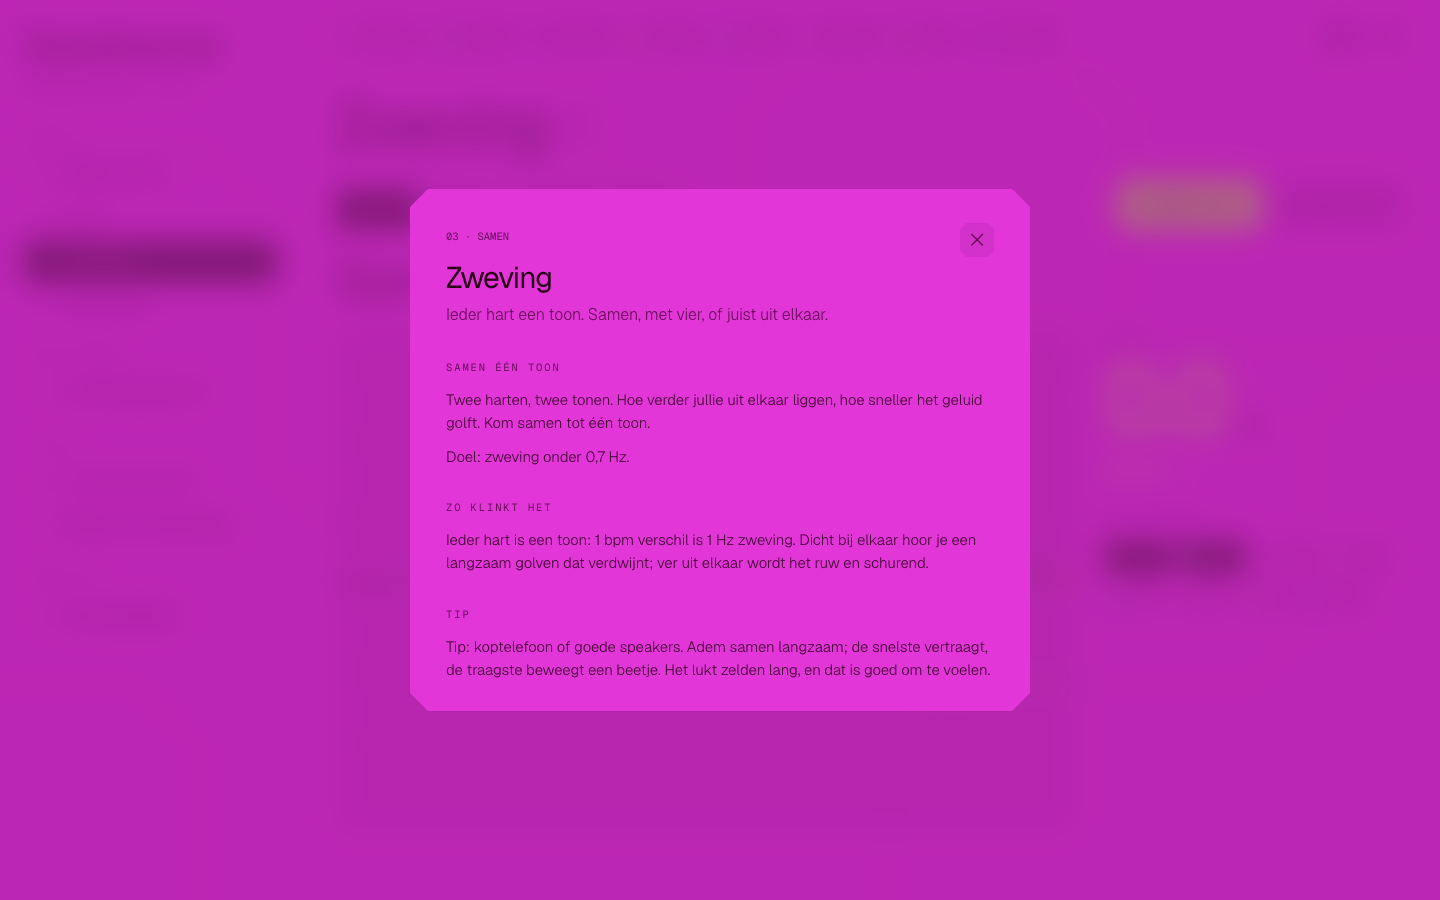 03 · SAMEN
Zweving
Ieder hart een toon. Samen, met vier, of juist uit elkaar.
SAMEN ÉÉN TOON
Twee harten, twee tonen. Hoe verder jullie uit elkaar liggen, hoe sneller het geluid
golft. Kom samen tot één toon.
Doel: zweving onder 0,7 Hz.
ZO KLINKT HET
Ieder hart is een toon: 1 bpm verschil is 1 Hz zweving. Dicht bij elkaar hoor je een
langzaam golven dat verdwijnt; ver uit elkaar wordt het ruw en schurend.
TIP
Tip: koptelefoon of goede speakers. Adem samen langzaam; de snelste vertraagt,
de traagste beweegt een beetje. Het lukt zelden lang, en dat is goed om te voelen.